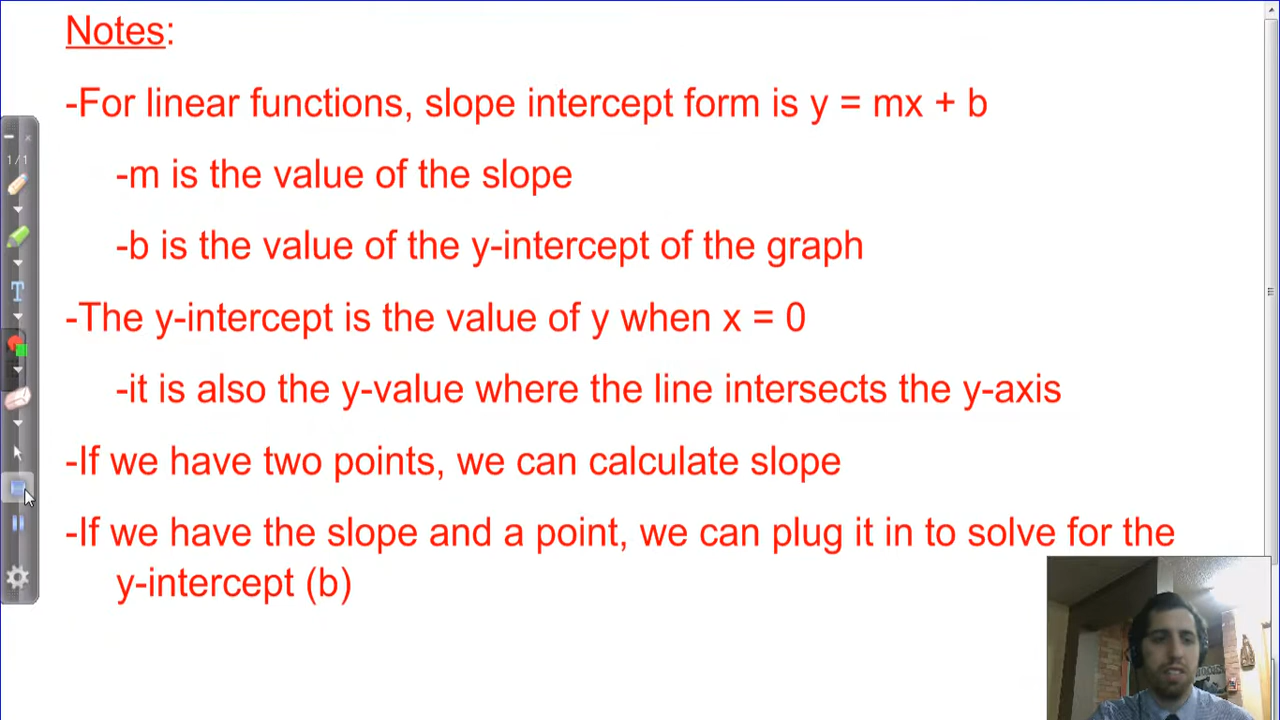 Notes:
-For linear functions, slope intercept form is y = mx + b
-m is the value of the slope
-b is the value of the y-intercept of the graph
-The y-intercept is the value of y when x = 0
-it is also the y-value where the line intersects the y-axis
-If we have two points, we can calculate slope
-If we have the slope and a point, we can plug it in to solve for the
y-intercept (b)
1/1
T